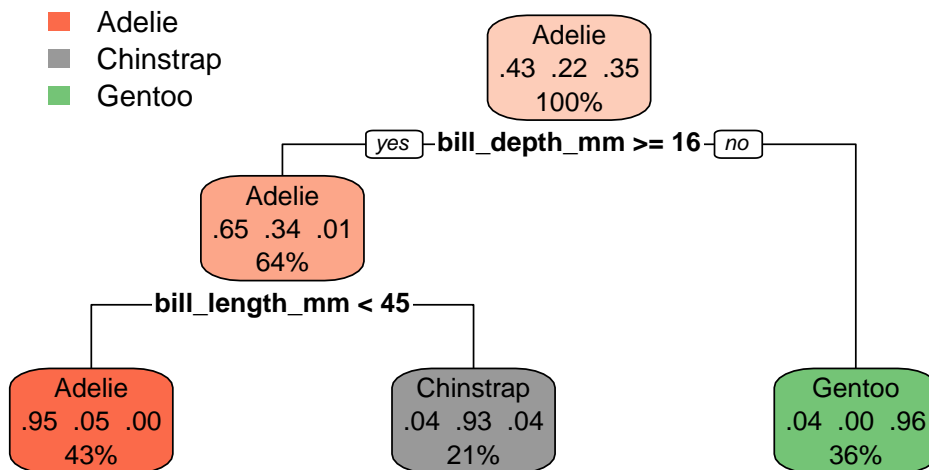 Adelie
Chinstrap
Gentoo
Adelie
.43 .22 .35
100%
yes bill_depth_mm >= 16 no
Adelie
.65 .34 .01
64%
bill_length_mm < 45
Adelie
.95 .05 .00
43%
Chinstrap
.04 .93 .04
21%
Gentoo
.04 .00 .96
36%